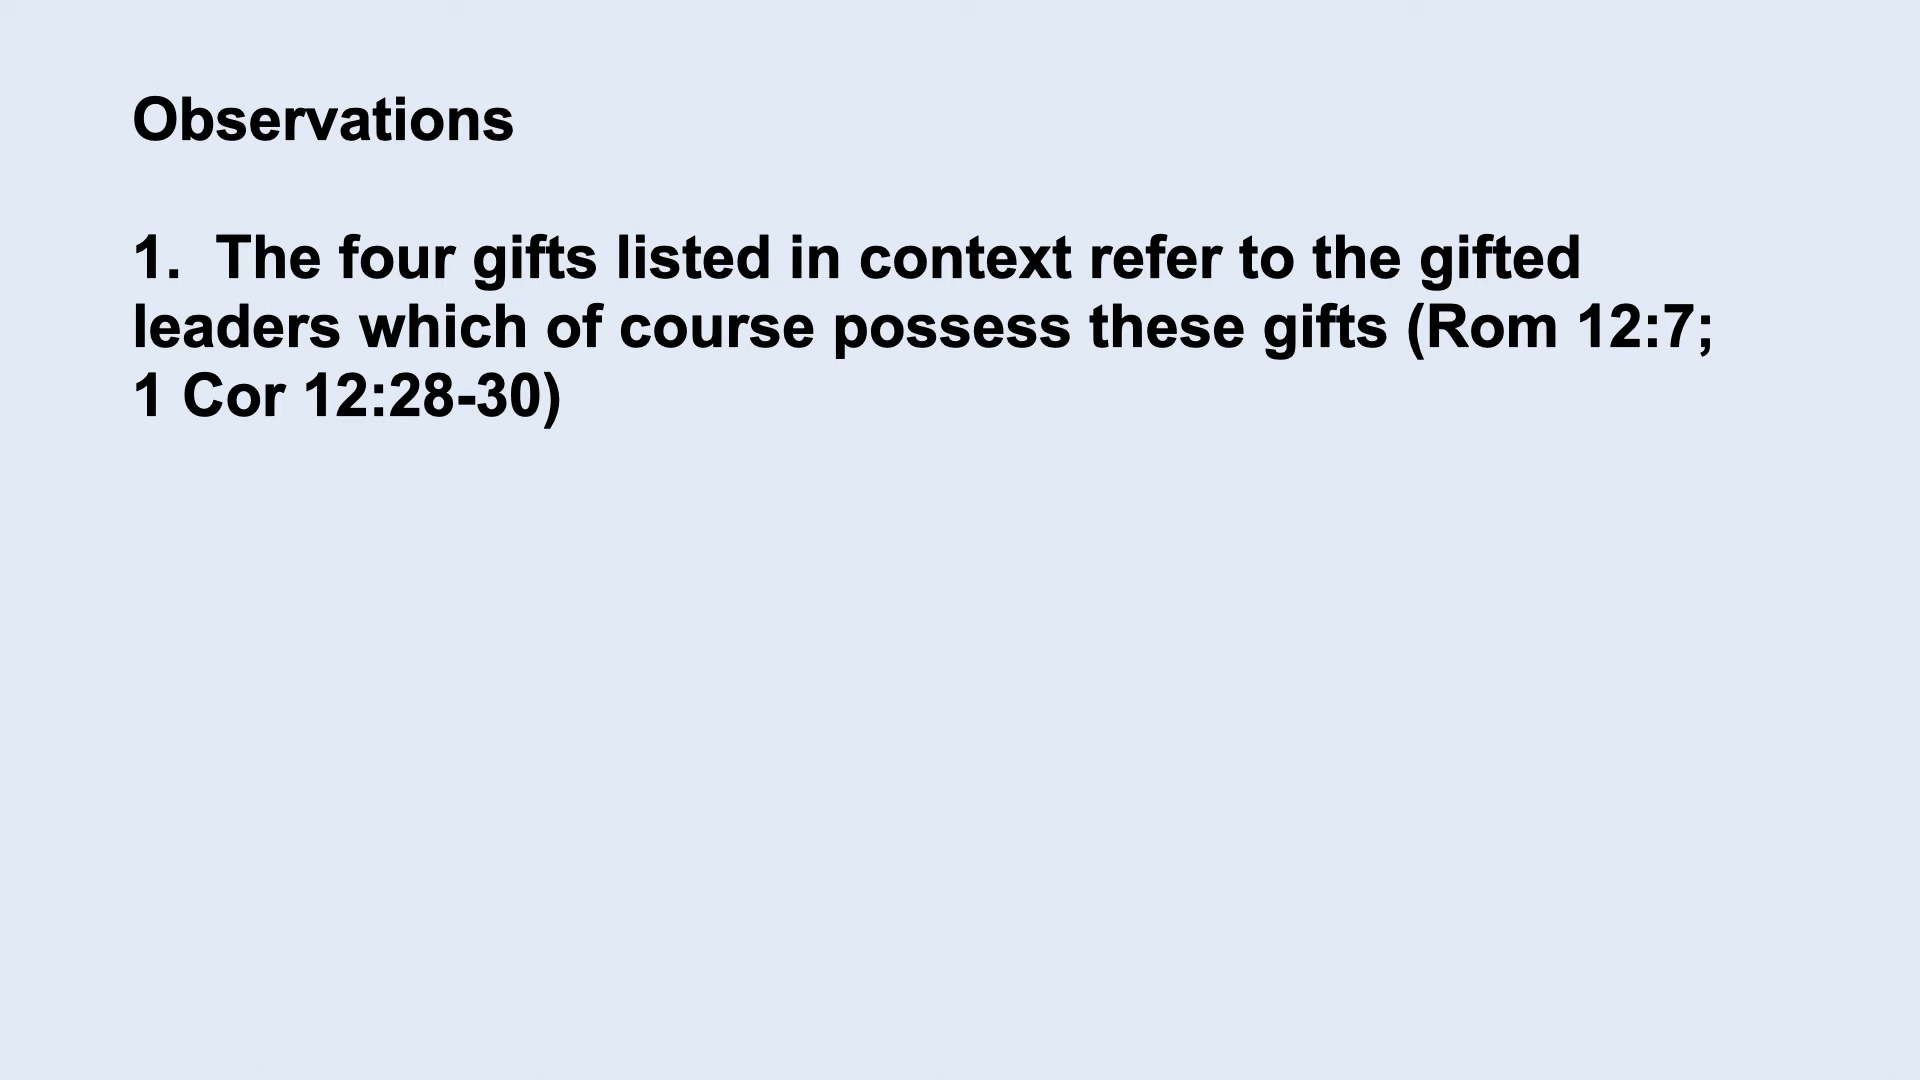 Observations
1.  The four gifts listed in context refer to the gifted
leaders which of course possess these gifts (Rom 12:7;
1 Cor 12:28-30)